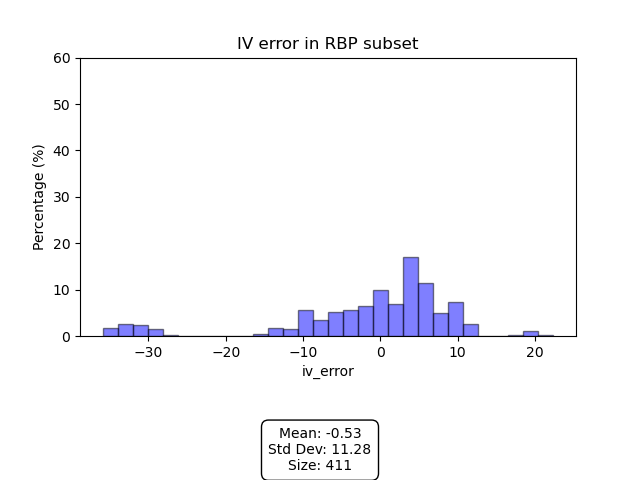 IV error in RBP subset
60
50
40
30
20
10
0
Percentage (%)
−30 −20 −10 0 10 20
iv_error
Mean: -0.53
Std Dev: 11.28
Size: 411